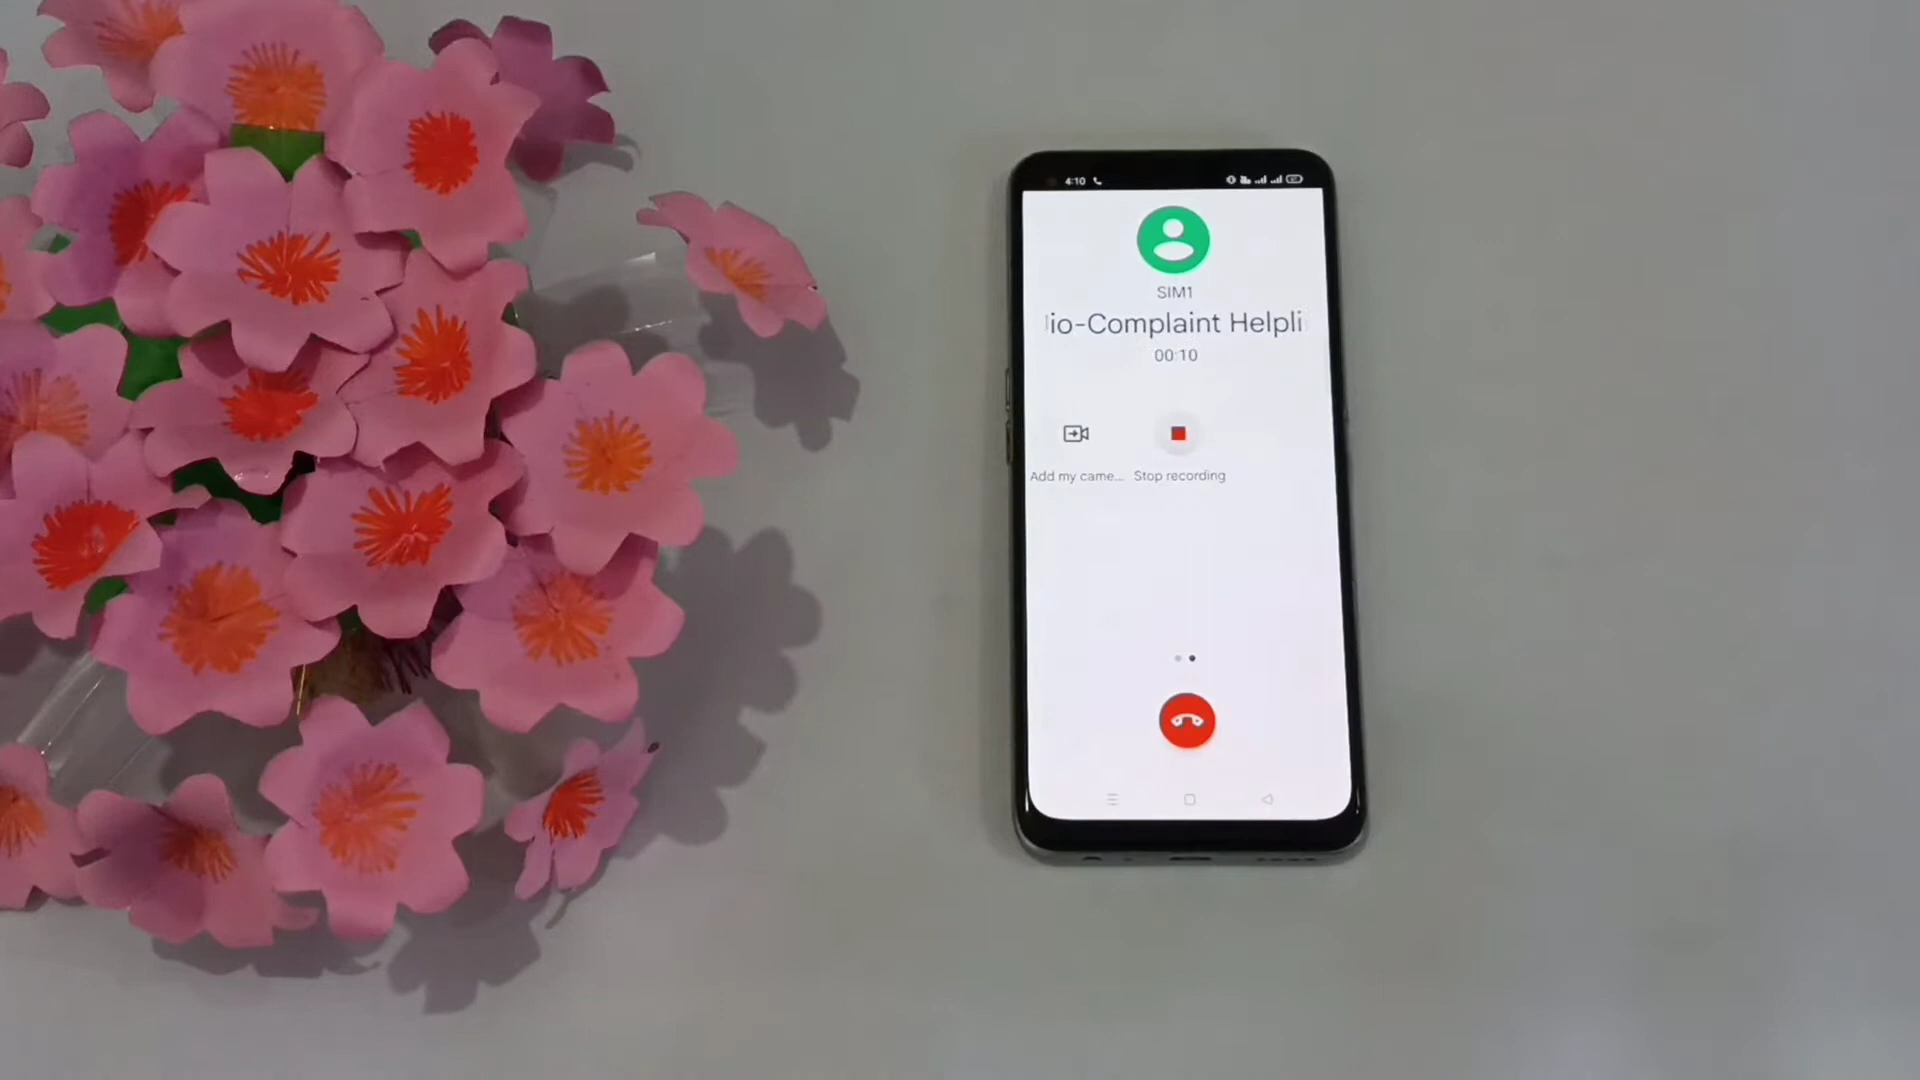 4:10
SIM1
io-Complaint Helpli
00:10
Add my came...
Stop recording